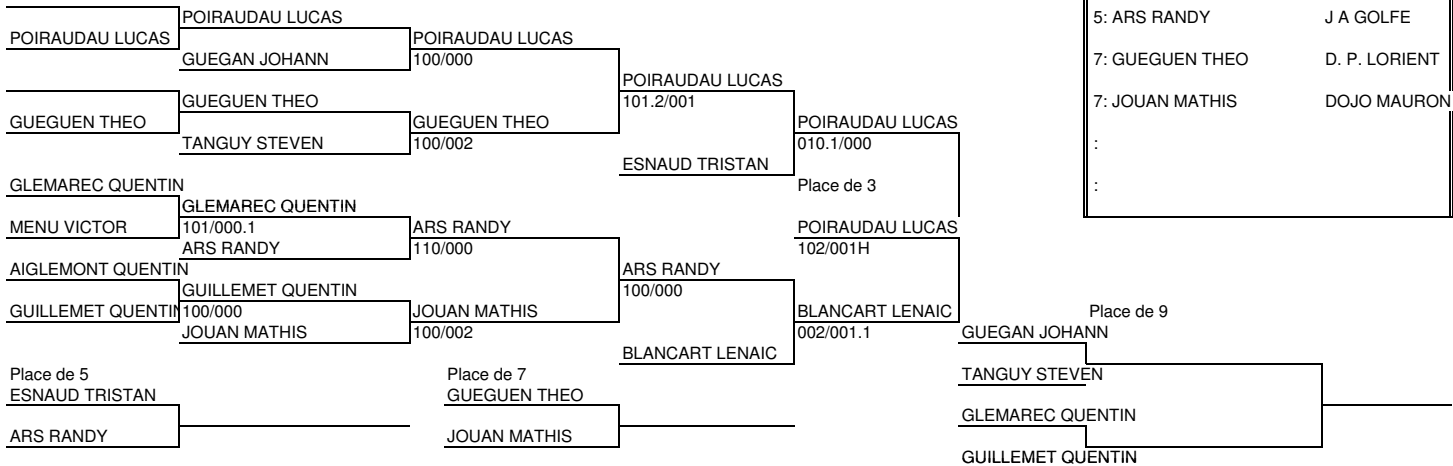 POIRAUDAU LUCAS 5: ARS RANDY J A GOLFE
POIRAUDAU LUCAS POIRAUDAU LUCAS
GUEGAN JOHANN 100/000 7: GUEGUEN THEO D. P. LORIENT
POIRAUDAU LUCAS
GUEGUEN THEO 101.2/001 7: JOUAN MATHIS DOJO MAURON
GUEGUEN THEO GUEGUEN THEO POIRAUDAU LUCAS
TANGUY STEVEN 100/002 010.1/000 :
ESNAUD TRISTAN
GLEMAREC QUENTIN Place de 3 :
GLEMAREC QUENTIN
MENU VICTOR 101/000.1 ARS RANDY POIRAUDAU LUCAS
ARS RANDY 110/000 102/001H
AIGLEMONT QUENTIN ARS RANDY
GUILLEMET QUENTIN 100/000
GUILLEMET QUENTIN 100/000 JOUAN MATHIS BLANCART LENAIC Place de 9
JOUAN MATHIS 100/002 002/001.1 GUEGAN JOHANN
BLANCART LENAIC
Place de 5 Place de 7 TANGUY STEVEN
ESNAUD TRISTAN GUEGUEN THEO
GLEMAREC QUENTIN
ARS RANDY JOUAN MATHIS
GUILLEMET QUENTIN